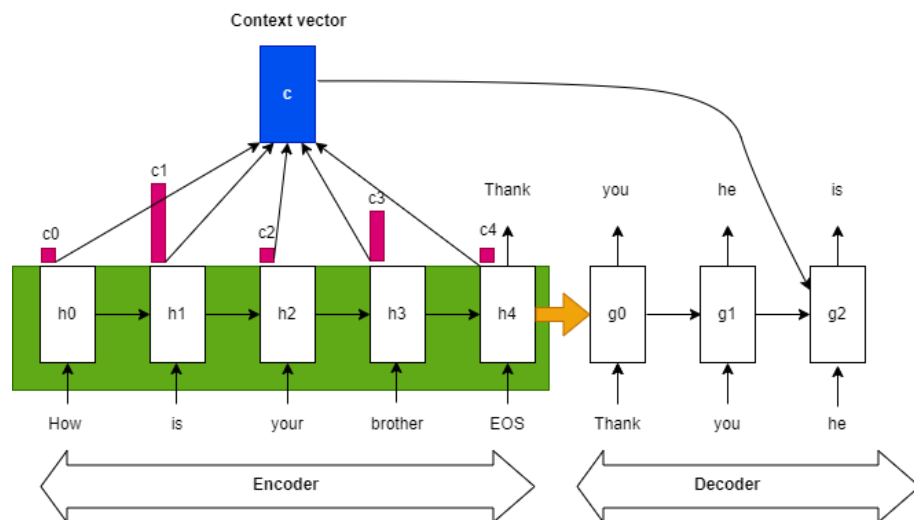 Context vector
c
c1
c3
Thank
you
he
is
c0
c2
c4
h0
h1
h2
h3
h4
g0
g1
g2
How
is
your
brother
EOS
Thank
you
he
Encoder
Decoder